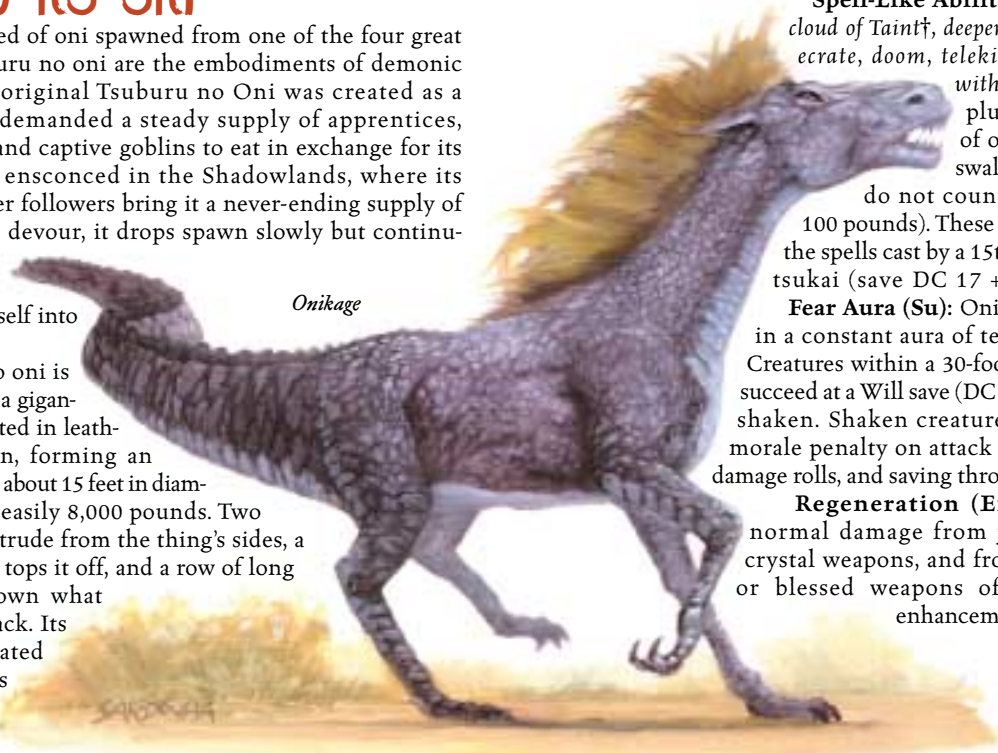 ed of oni spawned from one of the four great
uru no oni are the embodiments of demonic
original Tsuburu no Oni was created as a
demanded a steady supply of apprentices,
and captive goblins to eat in exchange for its
ensconced in the Shadowlands, where its
er followers bring it a never-ending supply of
devour, it drops spawn slowly but continu-
self into
o oni is
a gigan-
ted in leath-
n, forming an
about 15 feet in diam-
easily 8,000 pounds. Two
trude from the thing's sides, a
tops it off, and a row of long
own what
ack. Its
ated
s
Onikage
Spell-Like Abilit
cloud of Taint†, deeper
ecrate, doom, teleki
with
plu
of o
swal
do not coun
100 pounds). These
the spells cast by a 15t
tsukai (save DC 17 +
Fear Aura (Su): Oni
in a constant aura of te
Creatures within a 30-foo
succeed at a Will save (DC
shaken. Shaken creature
morale penalty on attack
damage rolls, and saving thro
Regeneration (E
normal damage from
crystal weapons, and fro
or blessed weapons of
enhancem